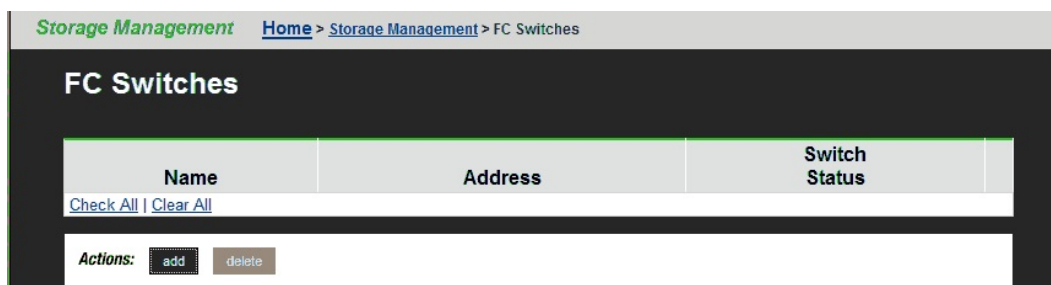 Storage Management Home > Storage Management > FC Switches
FC Switches
Switch
Name Address Status
Check All | Clear All
Actions: add delete